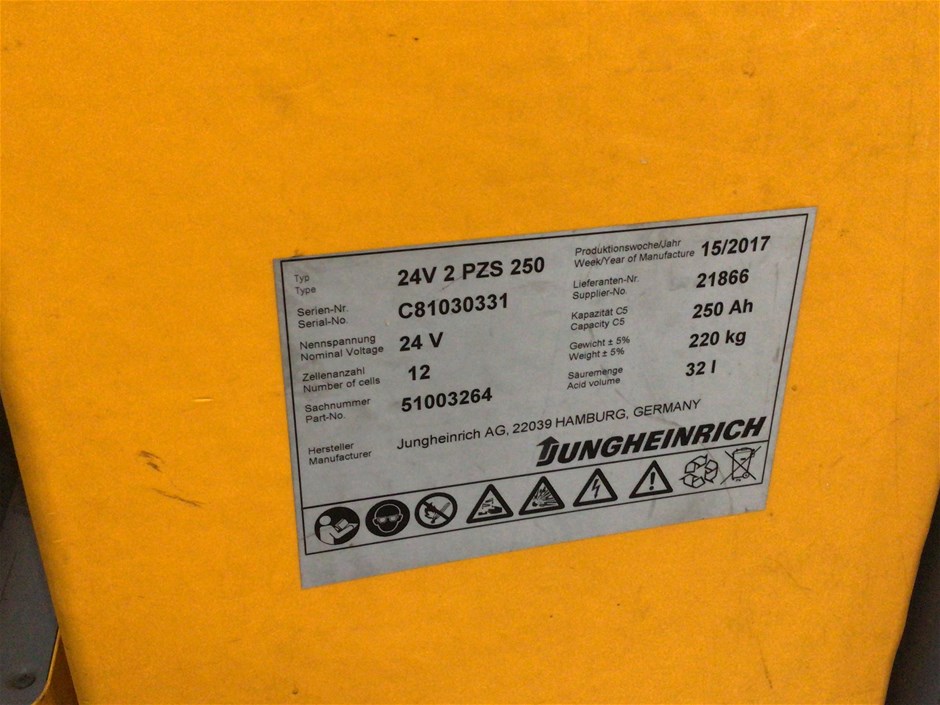 Typ
Type
24V 2 PZS 250
Produktionswoche/Jahr
Week/Year of Manufacture
15/2017
Serien-Nr.
Serial-No.
C81030331
Lieferanten-Nr.
Supplier-No.
21866
Nennspannung
Nominal Voltage
24 V
Kapazität C5
Capacity C5
250 Ah
Zellenanzahl
Number of cells
12
Gewicht ± 5%
Weight ± 5%
220 kg
Sachnummer
Part-No.
51003264
Säuremenge
Acid volume
32 l
Hersteller
Manufacturer
Jungheinrich AG, 22039 HAMBURG, GERMANY
JUNGHEINRICH